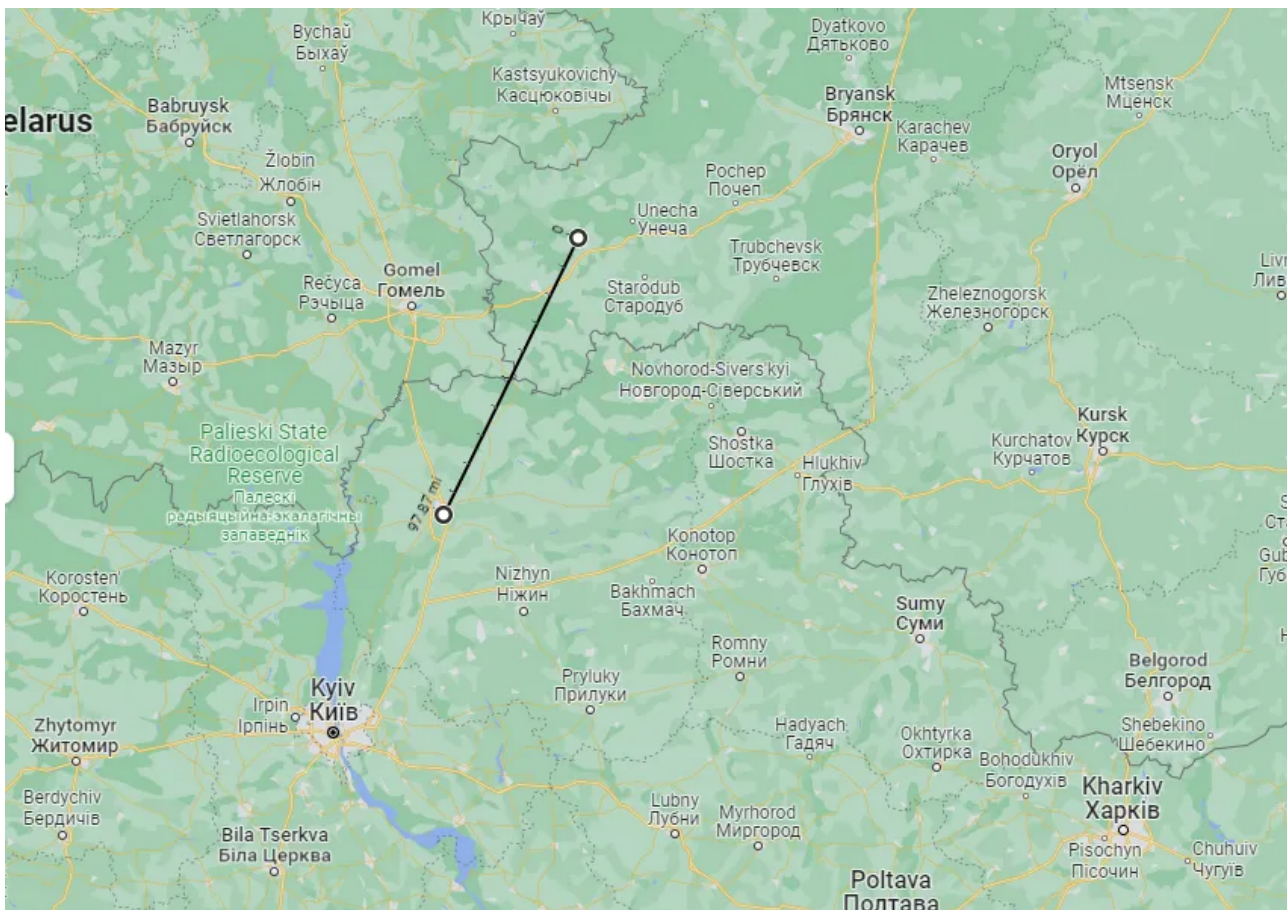 Крычаў
Bychaŭ
Быхаў
Dyatkovo
Дятьково
Kastsyukovichy
Касцюковічы
Mtsensk
Мценск
elarus
Babruysk
Бабруйск
Bryansk
Брянск
Karachev
Карачев
Oryol
Орёл
Žlobin
Жлобін
Pochep
Почеп
Unecha
Унеча
Svietlahorsk
Светлагорск
Trubchevsk
Трубчевск
Gomel
Гомель
Rečyca
Рэчыца
Starodub
Стародуб
Zheleznogorsk
Железногорск
Mazyr
Мазыр
Novhorod-Sivers'kyi
Новгород-Сіверський
Palieski State
Radioecological
Reserve
Палескі
радыяцыйна-экалагічны
запаведнік
Shostka
Шостка
Hlukhiv
Глухів
Kurchatov
Курчатов
Kursk
Курск
97.87 mi
Konotop
Конотоп
Korosten'
Коростень
Nizhyn
Ніжин
Bakhmach
Бахмач
Sumy
Суми
Romny
Ромни
Belgorod
Белгород
Kyiv
Київ
Pryluky
Прилуки
Irpin
Ірпінь
Zhytomyr
Житомир
Hadyach
Гадяч
Okhtyrka
Охтирка
Shebekino
Шебекино
Bohodukhiv
Богодухів
Berdychiv
Бердичів
Lubny
Лубни
Myrhorod
Миргород
Kharkiv
Харків
Bila Tserkva
Біла Церква
Pisochyn
Пісочин
Chuhuiv
Чугуїв
Poltava
Полтава